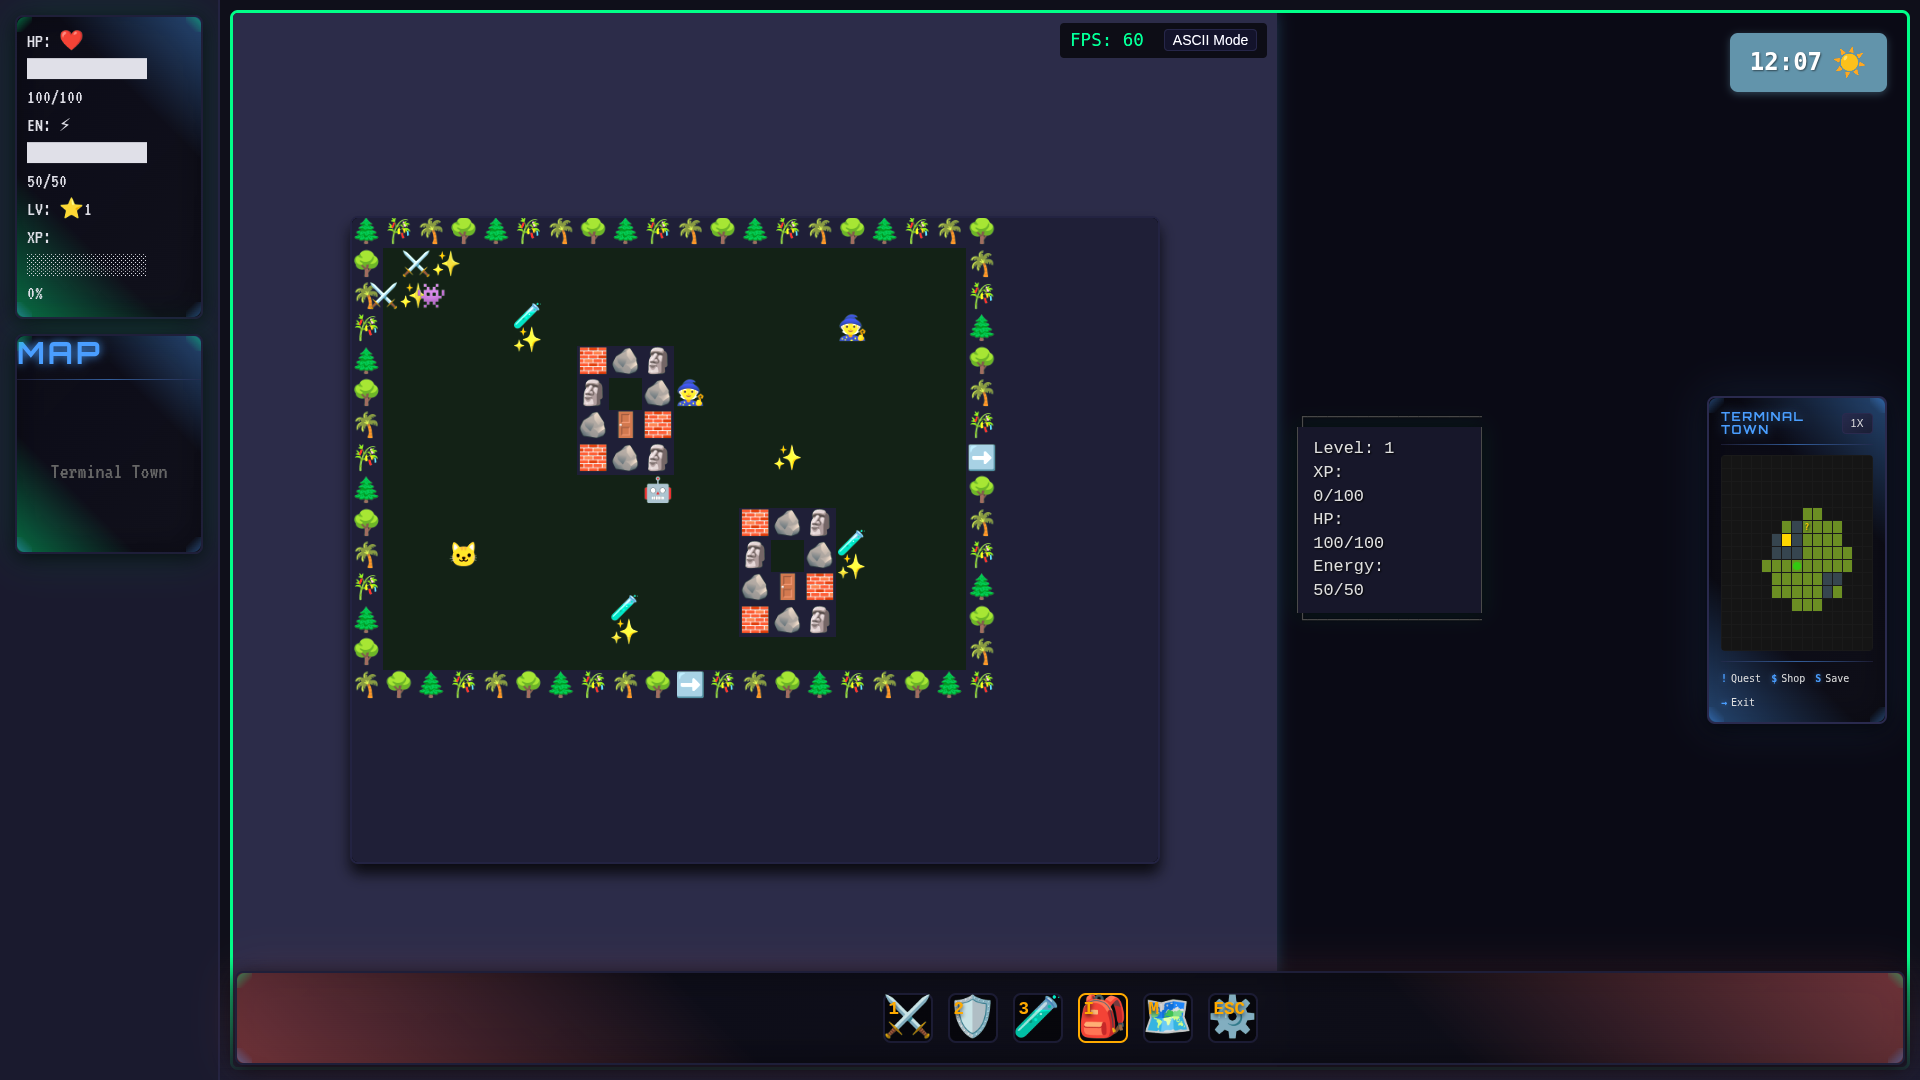 HP: ❤️
100/100
EN: ⚡
50/50
LV: ⭐1
XP:
0%
MAP
Terminal Town
FPS: 60 ASCII Mode
12:07 ☀️
Level: 1
XP:
0/100
HP:
100/100
Energy:
50/50
TERMINAL
TOWN
1X
?
! Quest $ Shop S Save
→ Exit
1 2 3 I M ESC